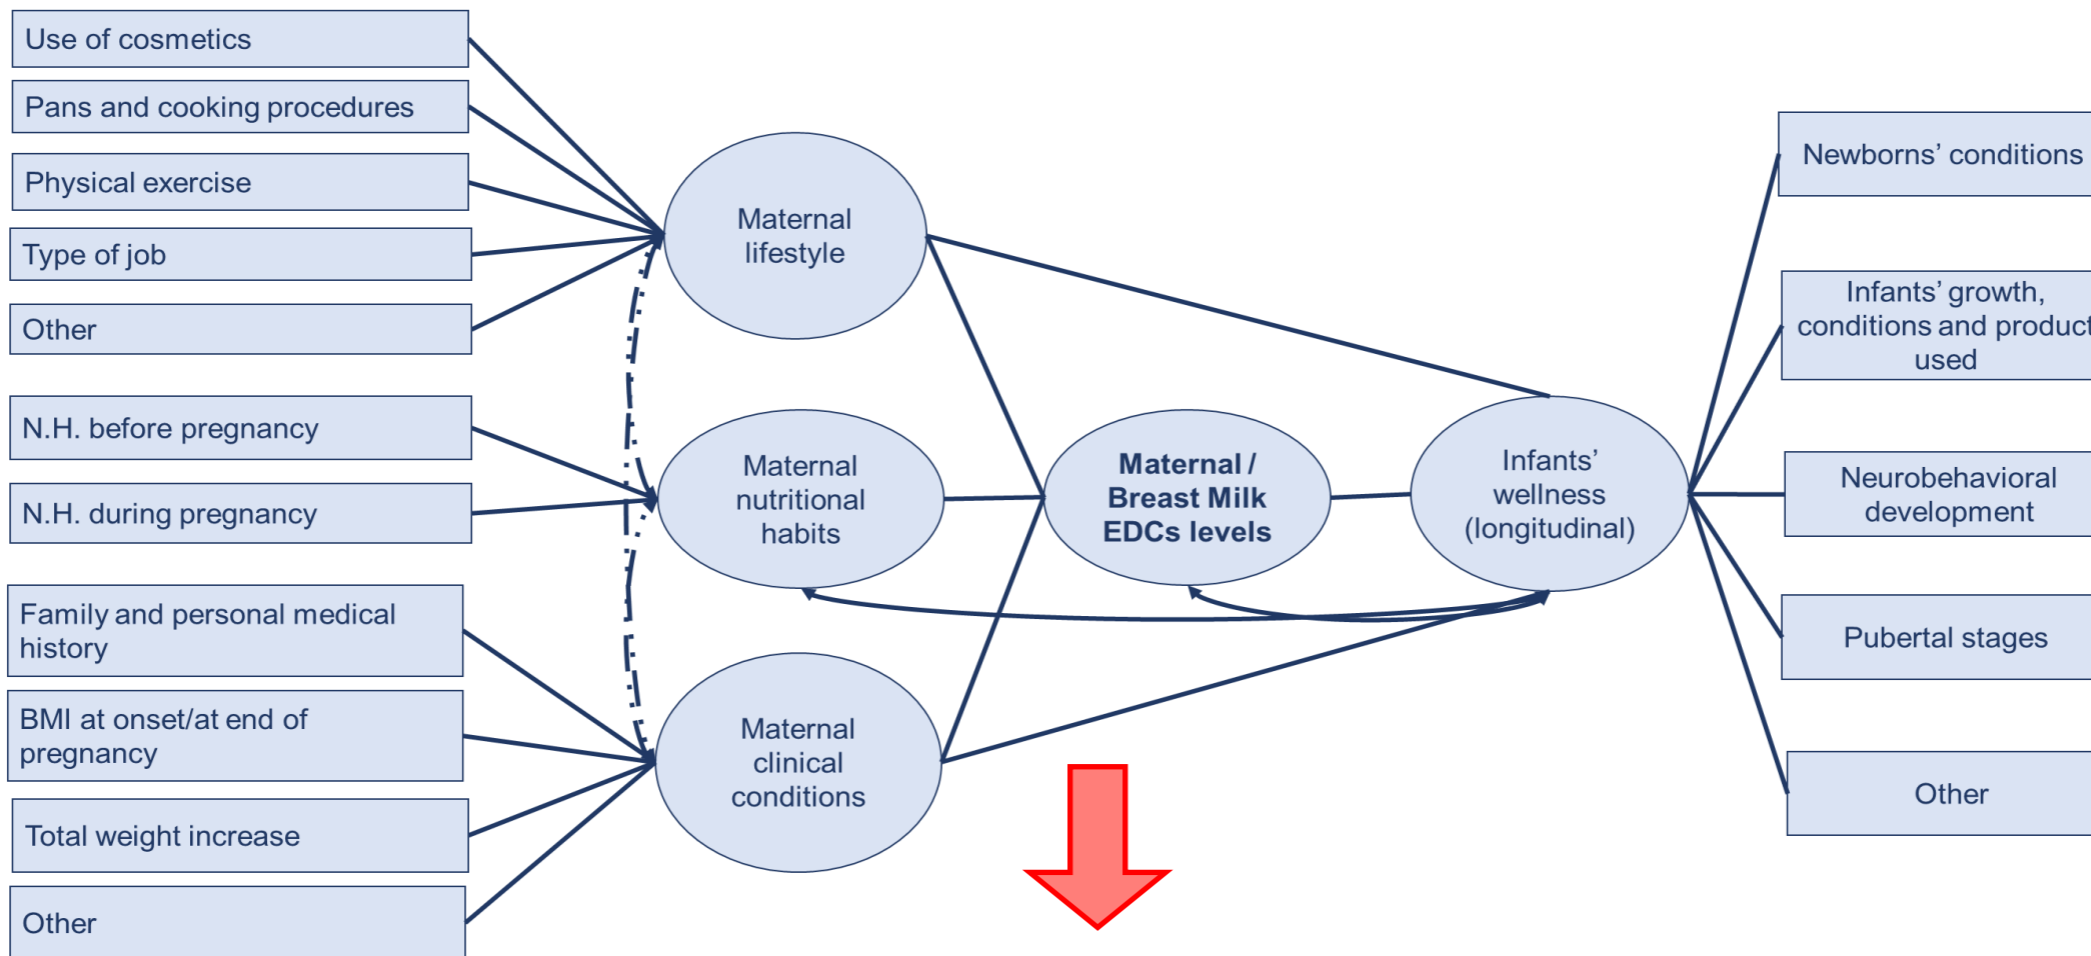 Use of cosmetics
Pans and cooking procedures
Physical exercise
Type of job
Other
N.H. before pregnancy
N.H. during pregnancy
Family and personal medical
history
BMI at onset/at end of
pregnancy
Total weight increase
Other
Maternal
lifestyle
Maternal
nutritional
habits
Maternal
clinical
conditions
Maternal /
Breast Milk
EDCs levels
Infants’
wellness
(longitudinal)
Newborns’ conditions
Infants’ growth,
conditions and product
used
Neurobehavioral
development
Pubertal stages
Other